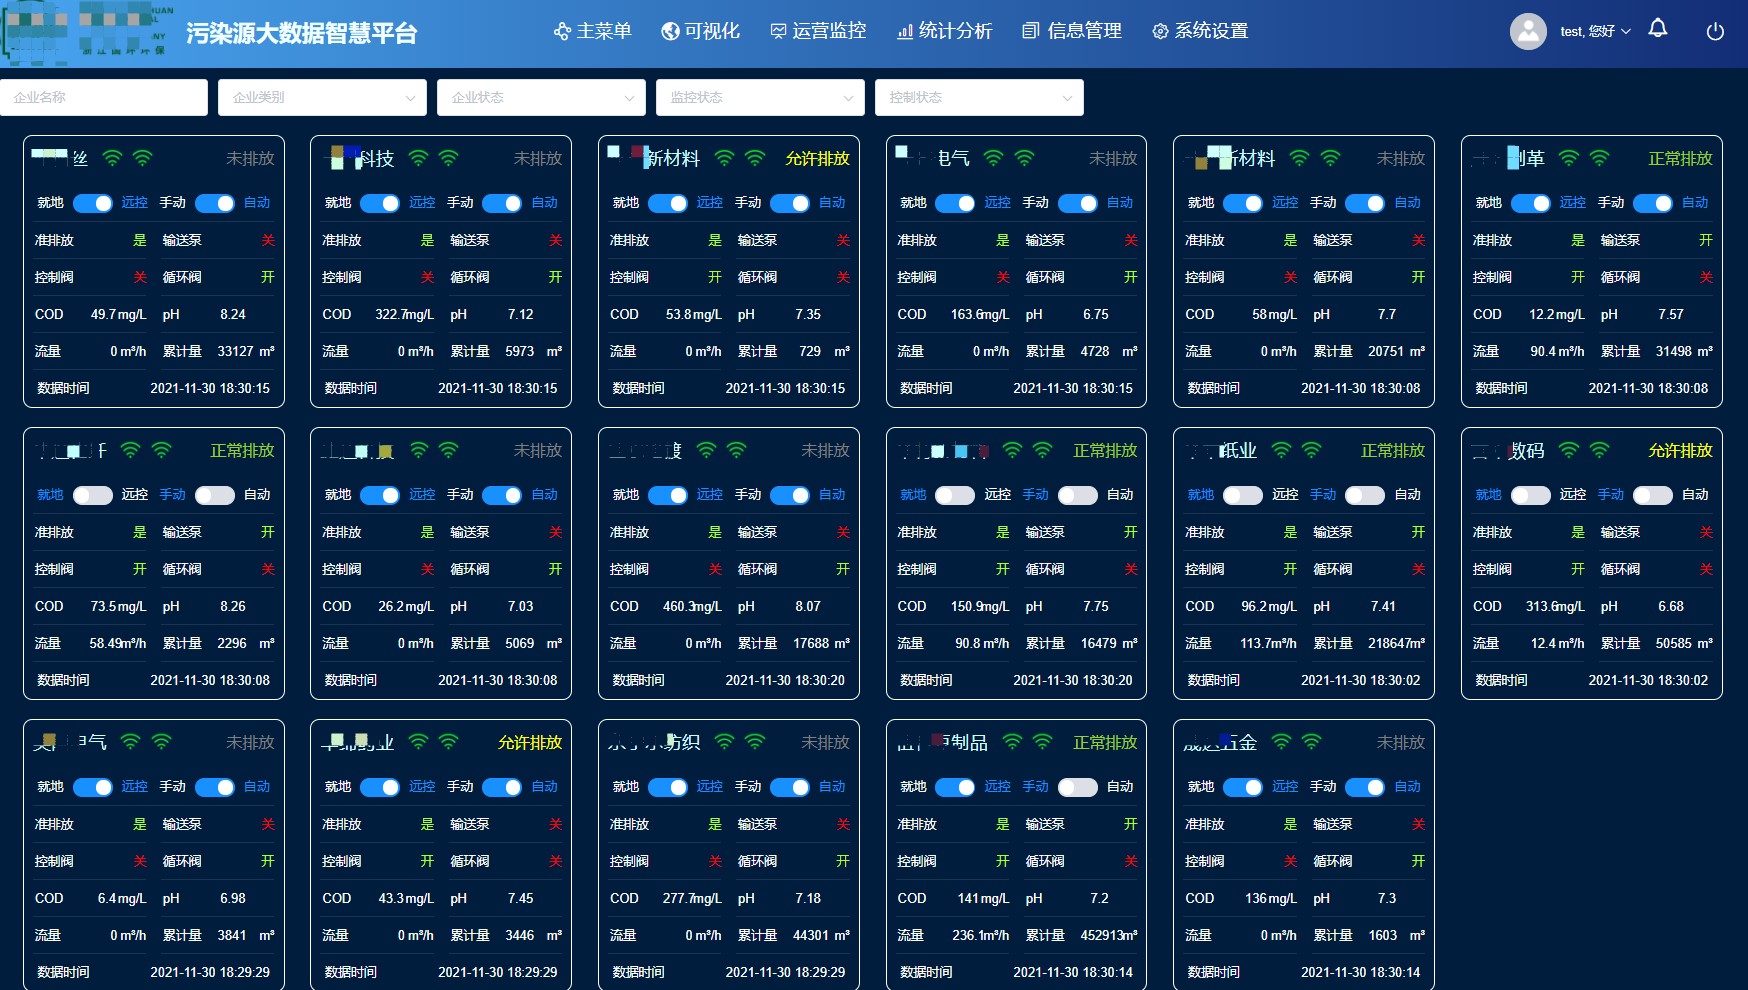 污染源大数据智慧平台 主菜单 可视化 运营监控 统计分析 信息管理 系统设置 test, 您好
企业名称 企业类别 企业状态 监控状态 控制状态
丝 未排放
就地 远控 手动 自动
准排放 是 输送泵 关
控制阀 关 循环阀 开
COD 49.7 mg/L pH 8.24
流量 0 m³/h 累计量 33127 m³
数据时间 2021-11-30 18:30:15
科技 未排放
就地 远控 手动 自动
准排放 是 输送泵 关
控制阀 关 循环阀 开
COD 322.7 mg/L pH 7.12
流量 0 m³/h 累计量 5973 m³
数据时间 2021-11-30 18:30:15
新材料 允许排放
就地 远控 手动 自动
准排放 是 输送泵 关
控制阀 开 循环阀 关
COD 53.8 mg/L pH 7.35
流量 0 m³/h 累计量 729 m³
数据时间 2021-11-30 18:30:15
电气 未排放
就地 远控 手动 自动
准排放 是 输送泵 关
控制阀 关 循环阀 开
COD 163.6 mg/L pH 6.75
流量 0 m³/h 累计量 4728 m³
数据时间 2021-11-30 18:30:15
材料 未排放
就地 远控 手动 自动
准排放 是 输送泵 关
控制阀 关 循环阀 开
COD 58 mg/L pH 7.7
流量 0 m³/h 累计量 20751 m³
数据时间 2021-11-30 18:30:08
革 正常排放
就地 远控 手动 自动
准排放 是 输送泵 开
控制阀 开 循环阀 关
COD 12.2 mg/L pH 7.57
流量 90.4 m³/h 累计量 31498 m³
数据时间 2021-11-30 18:30:08
正常排放
就地 远控 手动 自动
准排放 是 输送泵 开
控制阀 开 循环阀 关
COD 73.5 mg/L pH 8.26
流量 58.49 m³/h 累计量 2296 m³
数据时间 2021-11-30 18:30:08
未排放
就地 远控 手动 自动
准排放 是 输送泵 关
控制阀 关 循环阀 开
COD 26.2 mg/L pH 7.03
流量 0 m³/h 累计量 5069 m³
数据时间 2021-11-30 18:30:08
未排放
就地 远控 手动 自动
准排放 是 输送泵 关
控制阀 关 循环阀 开
COD 460.3 mg/L pH 8.07
流量 0 m³/h 累计量 17688 m³
数据时间 2021-11-30 18:30:20
正常排放
就地 远控 手动 自动
准排放 是 输送泵 开
控制阀 开 循环阀 关
COD 150.9 mg/L pH 7.75
流量 90.8 m³/h 累计量 16479 m³
数据时间 2021-11-30 18:30:20
纸业 正常排放
就地 远控 手动 自动
准排放 是 输送泵 开
控制阀 开 循环阀 关
COD 96.2 mg/L pH 7.41
流量 113.7 m³/h 累计量 218647 m³
数据时间 2021-11-30 18:30:02
数码 允许排放
就地 远控 手动 自动
准排放 是 输送泵 关
控制阀 开 循环阀 关
COD 313.6 mg/L pH 6.68
流量 12.4 m³/h 累计量 50585 m³
数据时间 2021-11-30 18:30:02
气 未排放
就地 远控 手动 自动
准排放 是 输送泵 关
控制阀 关 循环阀 开
COD 6.4 mg/L pH 6.98
流量 0 m³/h 累计量 3841 m³
数据时间 2021-11-30 18:29:29
业 允许排放
就地 远控 手动 自动
准排放 是 输送泵 关
控制阀 开 循环阀 关
COD 43.3 mg/L pH 7.45
流量 0 m³/h 累计量 3446 m³
数据时间 2021-11-30 18:29:29
纺织 未排放
就地 远控 手动 自动
准排放 是 输送泵 关
控制阀 关 循环阀 开
COD 277.7 mg/L pH 7.18
流量 0 m³/h 累计量 44301 m³
数据时间 2021-11-30 18:29:29
制品 正常排放
就地 远控 手动 自动
准排放 是 输送泵 开
控制阀 开 循环阀 关
COD 141 mg/L pH 7.2
流量 236.1 m³/h 累计量 452913 m³
数据时间 2021-11-30 18:30:14
五金 未排放
就地 远控 手动 自动
准排放 是 输送泵 关
控制阀 关 循环阀 开
COD 136 mg/L pH 7.3
流量 0 m³/h 累计量 1603 m³
数据时间 2021-11-30 18:30:14